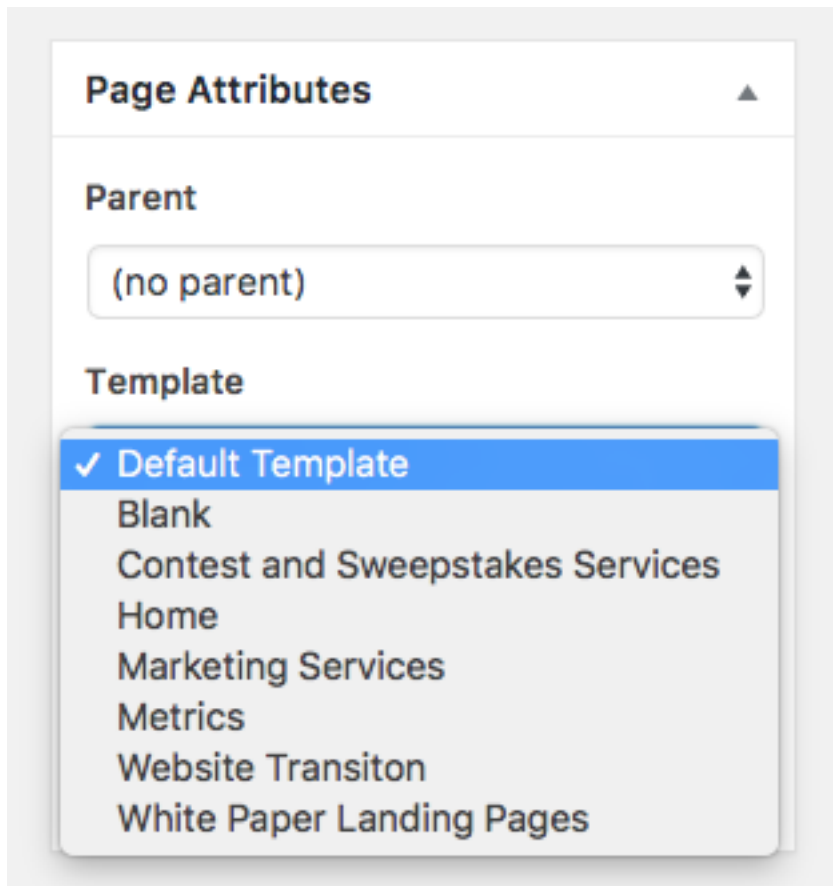 Page Attributes
Parent
(no parent)
Template
✓ Default Template
Blank
Contest and Sweepstakes Services
Home
Marketing Services
Metrics
Website Transiton
White Paper Landing Pages